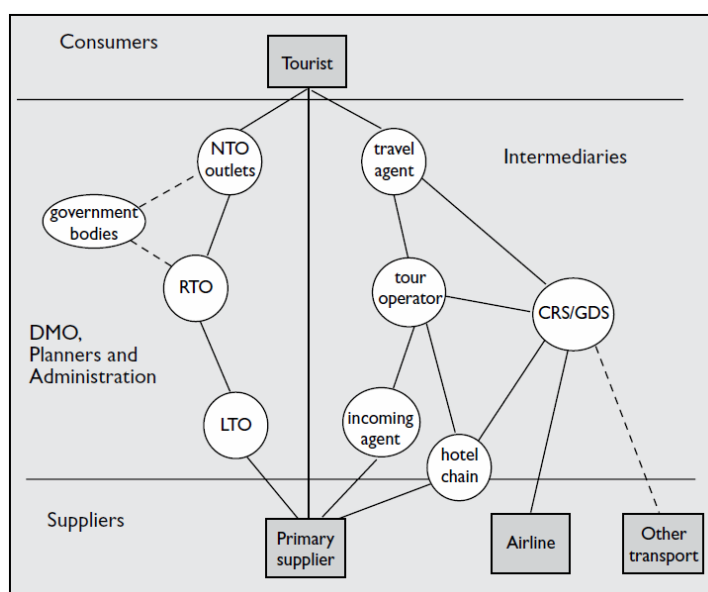 Consumers
Tourist
NTO
outlets
travel
agent
Intermediaries
government
bodies
RTO
tour
operator
CRS/GDS
DMO,
Planners and
Administration
LTO
incoming
agent
hotel
chain
Suppliers
Primary
supplier
Airline
Other
transport